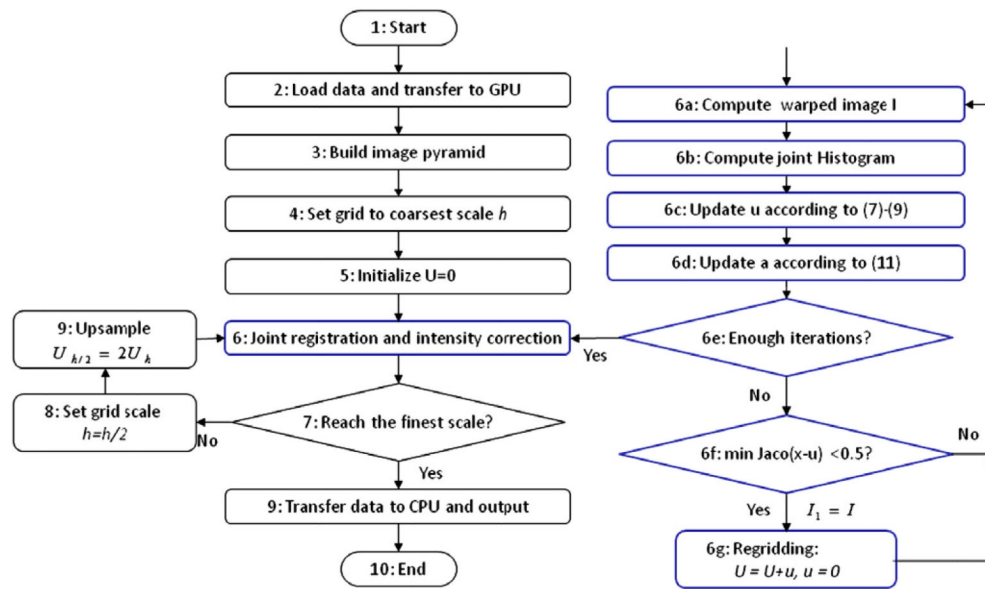 1: Start
2: Load data and transfer to GPU
3: Build image pyramid
4: Set grid to coarsest scale h
5: Initialize U=0
6: Joint registration and intensity correction
7: Reach the finest scale?
No
8: Set grid scale
h=h/2
9: Upsample
U h/2 = 2U h
Yes
9: Transfer data to CPU and output
10: End
6a: Compute warped image I
6b: Compute joint Histogram
6c: Update u according to (7)-(9)
6d: Update a according to (11)
6e: Enough iterations?
Yes
No
6f: min Jaco(x-u) <0.5?
No
Yes I₁ = I
6g: Regridding:
U = U+u, u = 0